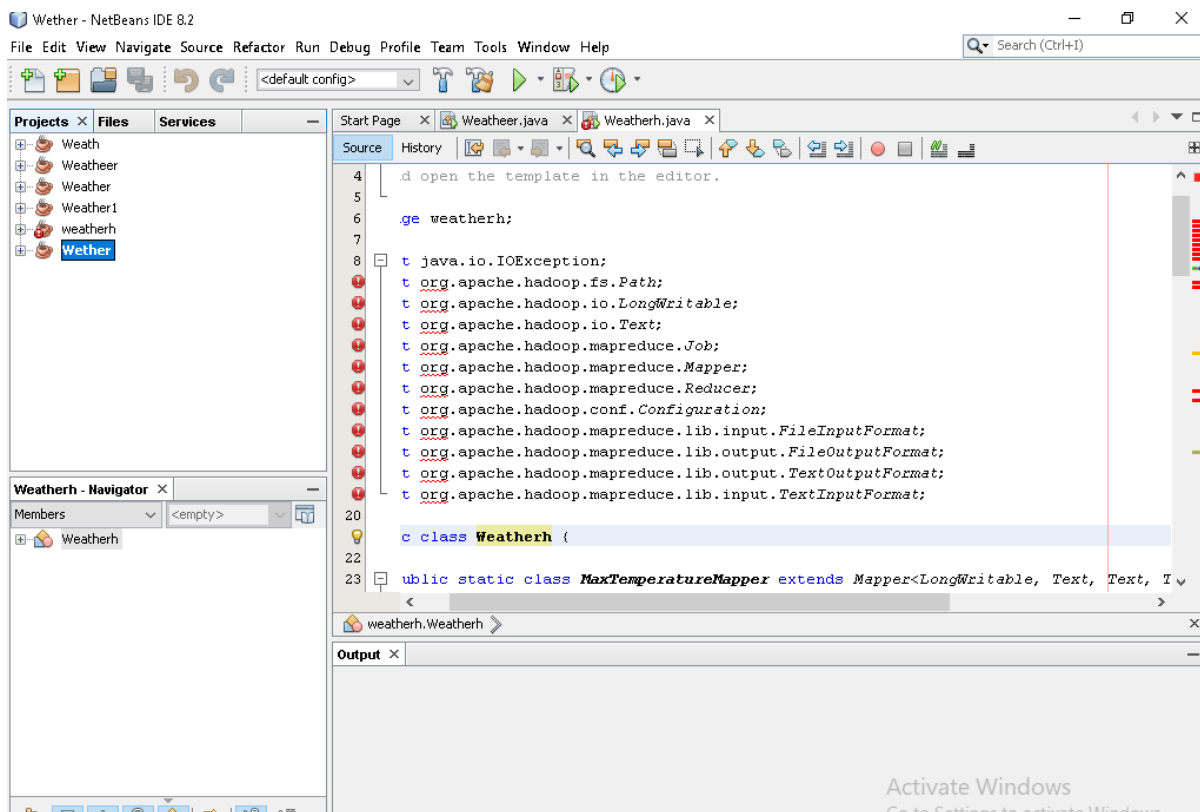 Wether - NetBeans IDE 8.2
File Edit View Navigate Source Refactor Run Debug Profile Team Tools Window Help
Search (Ctrl+I)
<default config>
Projects Files Services
Weath
Weatheer
Weather
Weather1
weatherh
Wether
Weatherh - Navigator
Members <empty>
Weatherh
Start Page Weatheer.java Weatherh.java
Source History
4 .d open the template in the editor.
5
6 .ge weatherh;
7
8 t java.io.IOException;
t org.apache.hadoop.fs.Path;
t org.apache.hadoop.io.LongWritable;
t org.apache.hadoop.io.Text;
t org.apache.hadoop.mapreduce.Job;
t org.apache.hadoop.mapreduce.Mapper;
t org.apache.hadoop.mapreduce.Reducer;
t org.apache.hadoop.conf.Configuration;
t org.apache.hadoop.mapreduce.lib.input.FileInputFormat;
t org.apache.hadoop.mapreduce.lib.output.FileOutputFormat;
t org.apache.hadoop.mapreduce.lib.output.TextOutputFormat;
t org.apache.hadoop.mapreduce.lib.input.TextInputFormat;
20
c class Weatherh {
22
23 ublic static class MaxTemperatureMapper extends Mapper<LongWritable, Text, Text, T
weatherh.Weatherh
Output
Activate Windows
Go to Settings to activate Windows.